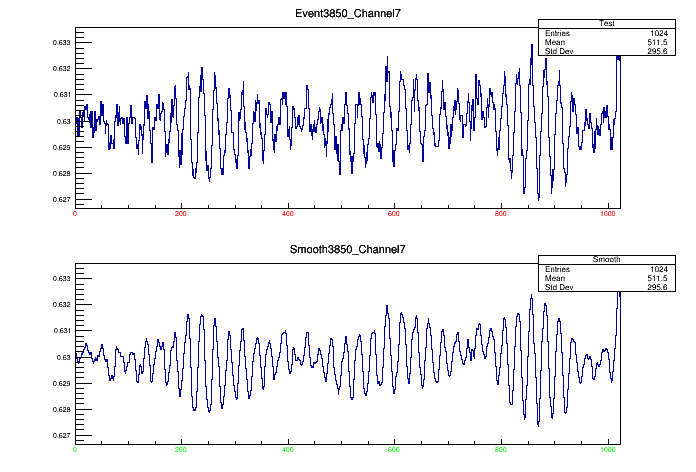 Event3850_Channel7
Test
Entries 1024
Mean 511.5
Std Dev 295.6
0.633
0.632
0.631
0.63
0.629
0.628
0.627
0 200 400 600 800 1000
Smooth3850_Channel7
Smooth
Entries 1024
Mean 511.5
Std Dev 295.6
0.633
0.632
0.631
0.63
0.629
0.628
0.627
0 200 400 600 800 1000